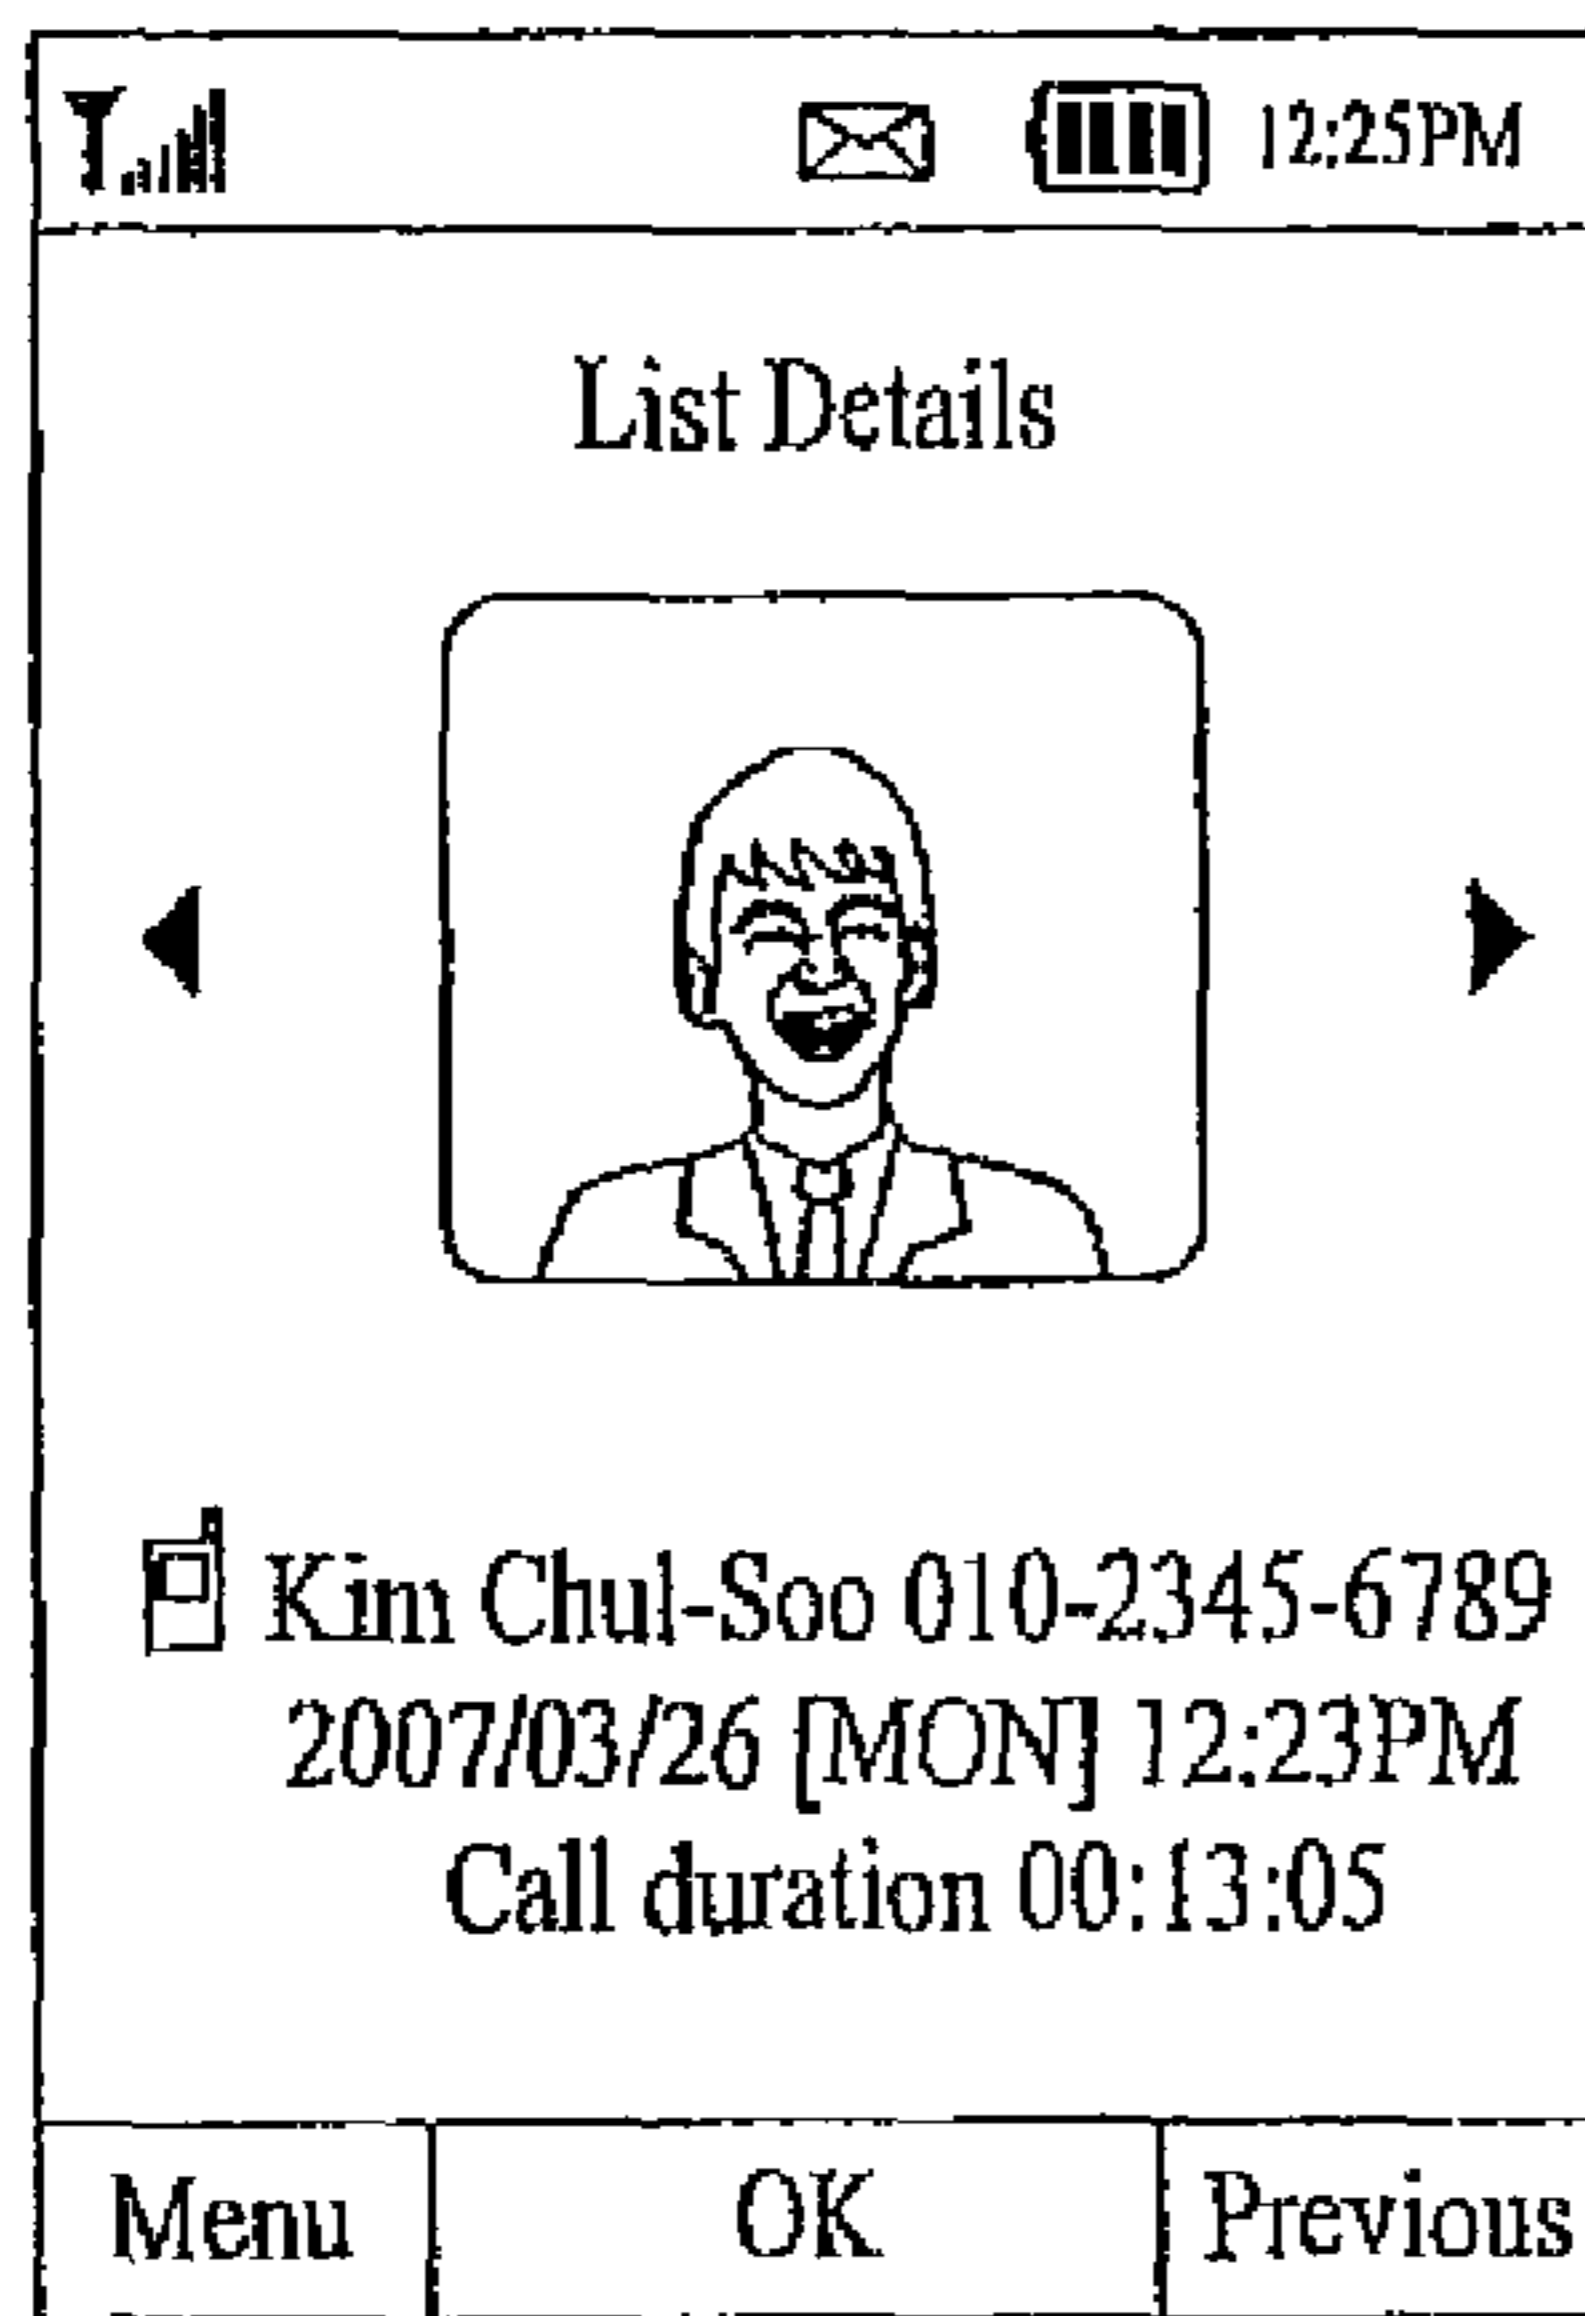 12:25PM
List Details
Kim Chul-Soo 010-2345-6789
2007/03/26 [MON] 12:23PM
Call duration 00:13:05
Menu OK Previous